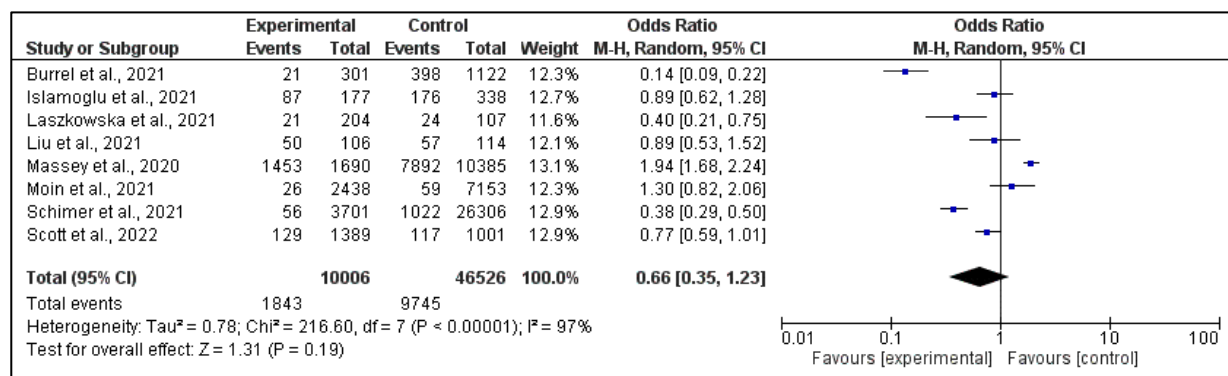 Experimental Control Odds Ratio Odds Ratio
Study or Subgroup Events Total Events Total Weight M-H, Random, 95% CI M-H, Random, 95% CI
Burrel et al., 2021 21 301 398 1122 12.3% 0.14 [0.09, 0.22]
Islamoglu et al., 2021 87 177 176 338 12.7% 0.89 [0.62, 1.28]
Laszkowska et al., 2021 21 204 24 107 11.6% 0.40 [0.21, 0.75]
Liu et al., 2021 50 106 57 114 12.1% 0.89 [0.53, 1.52]
Massey et al., 2020 1453 1690 7892 10385 13.1% 1.94 [1.68, 2.24]
Moin et al., 2021 26 2438 59 7153 12.3% 1.30 [0.82, 2.06]
Schimer et al., 2021 56 3701 1022 26306 12.9% 0.38 [0.29, 0.50]
Scott et al., 2022 129 1389 117 1001 12.9% 0.77 [0.59, 1.01]
Total (95% CI) 10006 46526 100.0% 0.66 [0.35, 1.23]
Total events 1843 9745
Heterogeneity: Tau² = 0.78; Chi² = 216.60, df = 7 (P < 0.00001); I² = 97%
Test for overall effect: Z = 1.31 (P = 0.19)
0.01 0.1 1 10 100
Favours [experimental] Favours [control]